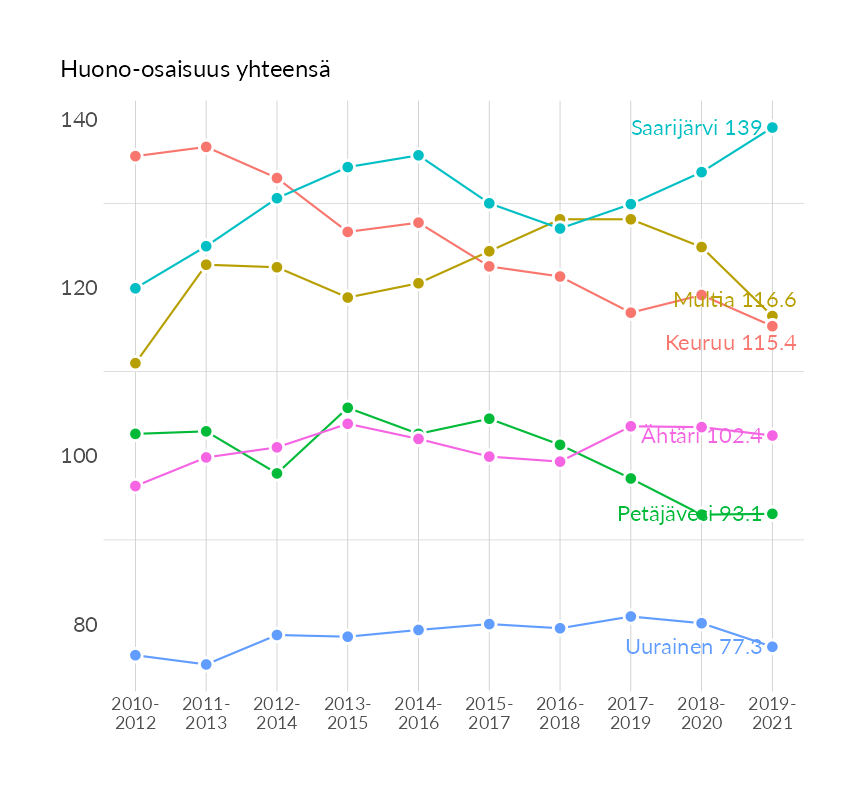 Huono-osaisuus yhteensä
140
Saarijärvi 139
120
Multia 116.6
Keuruu 115.4
Ähtäri 102.4
100
Petäjävesi 93.1
80
Uurainen 77.3
2010- 2011- 2012- 2013- 2014- 2015- 2016- 2017- 2018- 2019-
2012 2013 2014 2015 2016 2017 2018 2019 2020 2021